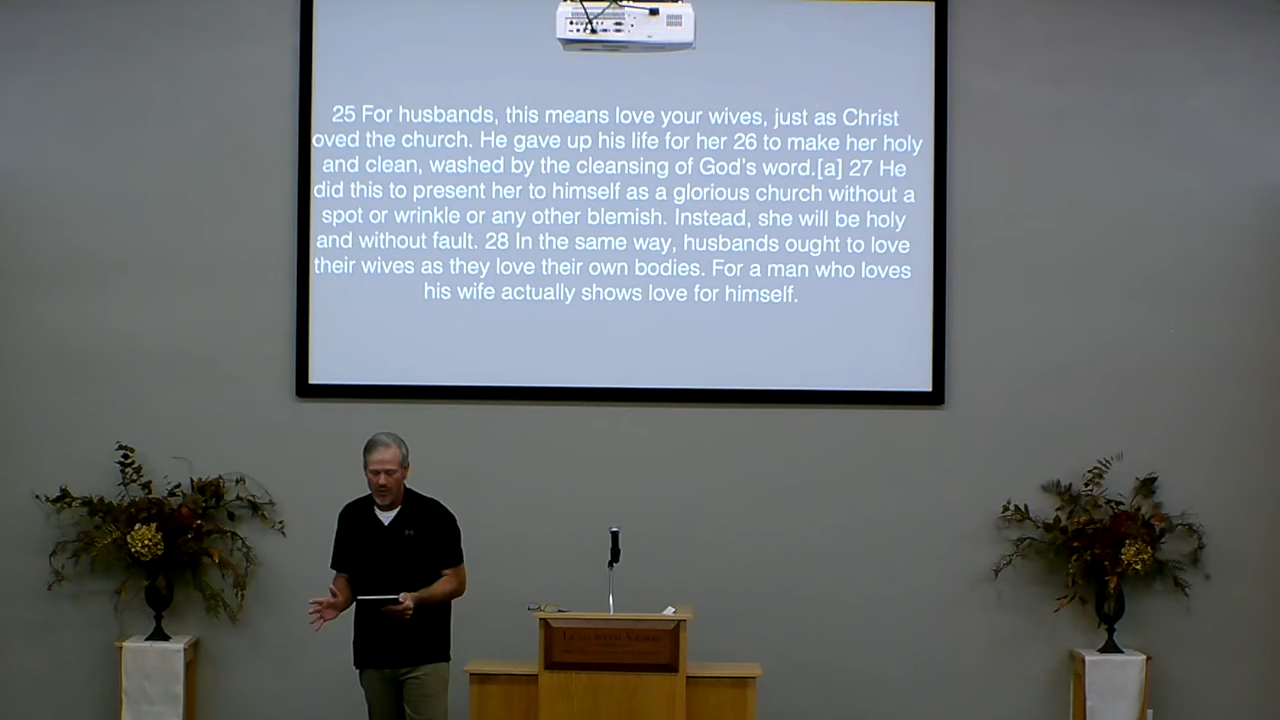 25 For husbands, this means love your wives, just as Christ
oved the church. He gave up his life for her 26 to make her holy
and clean, washed by the cleansing of God's word.[a] 27 He
did this to present her to himself as a glorious church without a
spot or wrinkle or any other blemish. Instead, she will be holy
and without fault. 28 In the same way, husbands ought to love
their wives as they love their own bodies. For a man who loves
his wife actually shows love for himself.